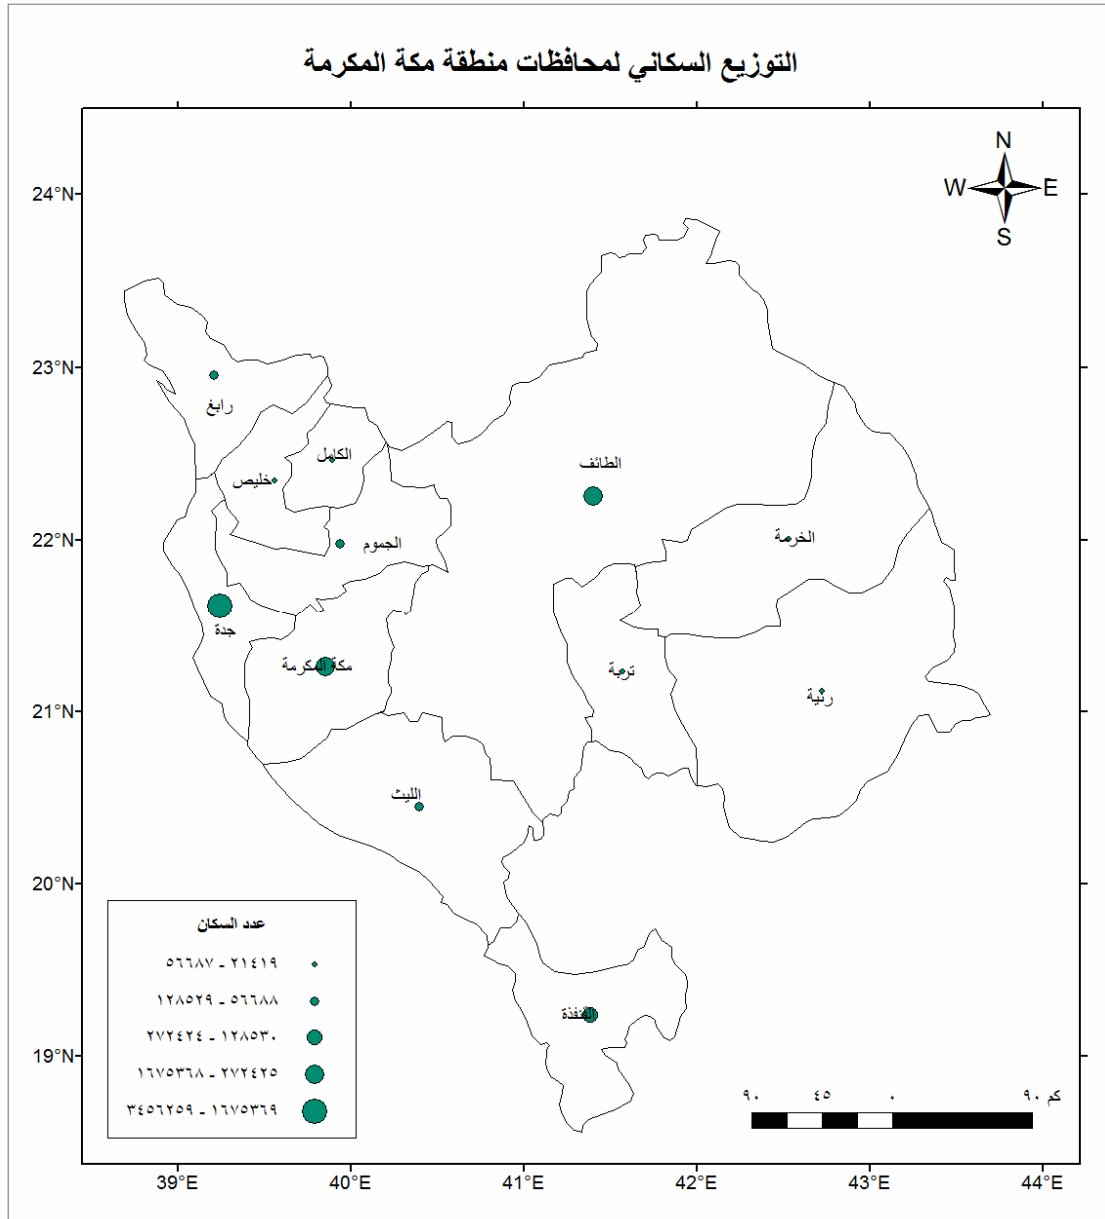 التوزيع السكاني لمحافظات منطقة مكة المكرمة
N
W E
S
24°N
23°N
22°N
21°N
20°N
19°N
رابغ
الكامل
خليص
الطائف
الجموم
الخرمة
جدة
مكة المكرمة
تربة
رنية
الليث
القنفذة
عدد السكان
٢١٤١٩ - ٥٦٦٨٧
٥٦٦٨٨ - ١٢٨٥٢٩
١٢٨٥٣٠ - ٢٧٢٤٢٤
٢٧٢٤٢٥ - ١٦٧٥٣٦٨
١٦٧٥٣٦٩ - ٣٤٥٦٢٥٩
٩٠ ٤٥ ٠ ٩٠ كم
39°E 40°E 41°E 42°E 43°E 44°E